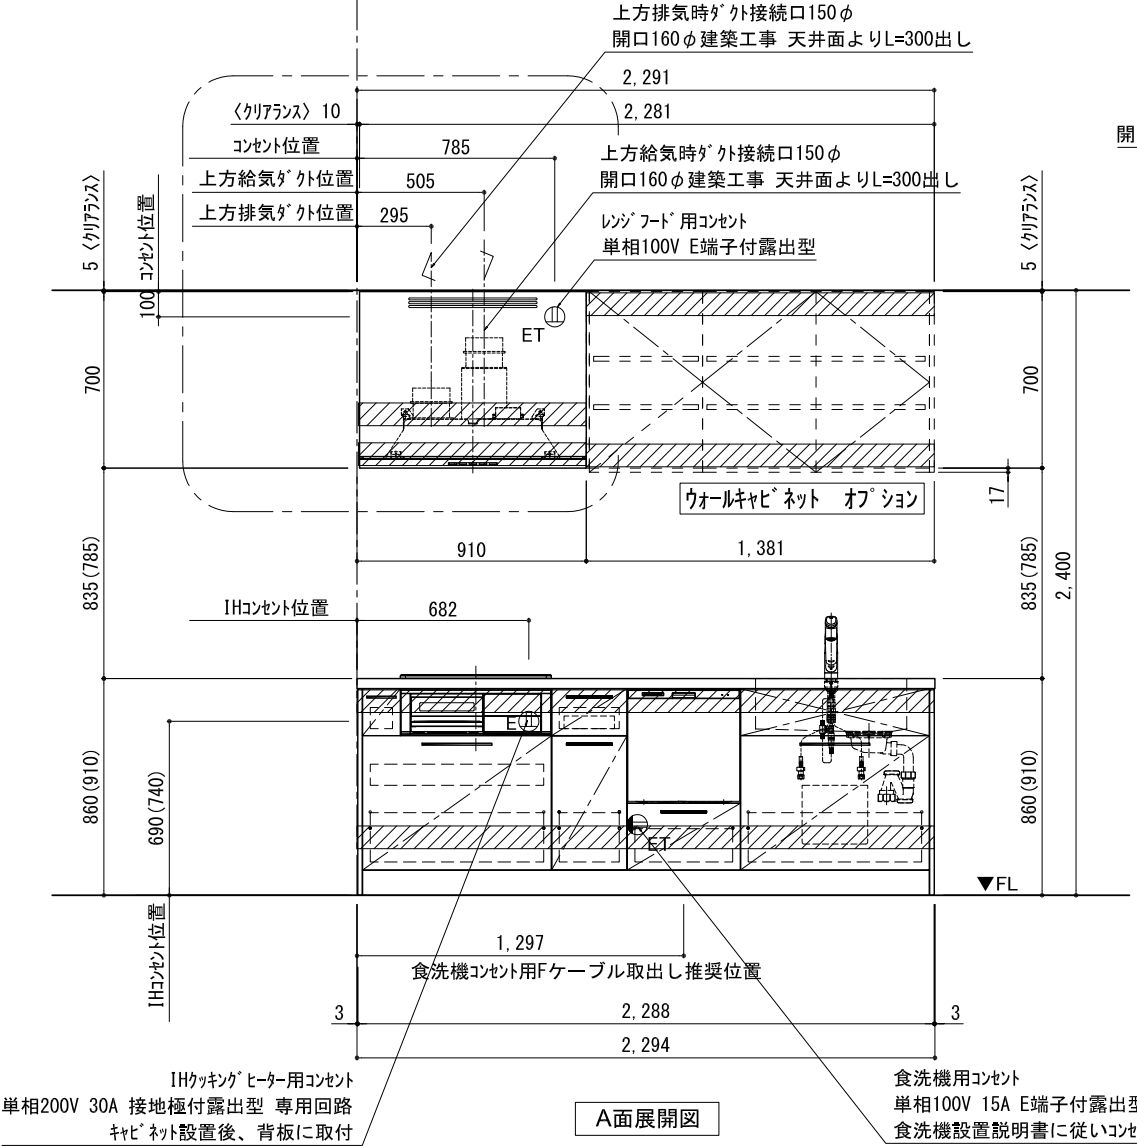 上方排気時ダクト接続口150φ
開口160φ建築工事 天井面よりL=300出し
2,291
〈クリアランス〉 10
2,281
開
コンセント位置
785
上方給気時ダクト接続口150φ
開口160φ建築工事 天井面よりL=300出し
上方給気ダクト位置
505
上方排気ダクト位置
295
レンジフード用コンセント
単相100V E端子付露出型
5 〈クリアランス〉
100 コンセント位置
5 〈クリアランス〉
ET
700
700
17
ウォールキャビネット オプション
910
1,381
835(785)
835(785)
2,400
IHコンセント位置
682
E
860(910)
690(740)
860(910)
ET
▼FL
IHコンセント位置
1,297
食洗機コンセント用Fケーブル取出し推奨位置
3
2,288
3
2,294
IHクッキングヒーター用コンセント
単相200V 30A 接地極付露出型 専用回路
キャビネット設置後、背板に取付
A面展開図
食洗機用コンセント
単相100V 15A E端子付露出型
食洗機設置説明書に従いコンセ